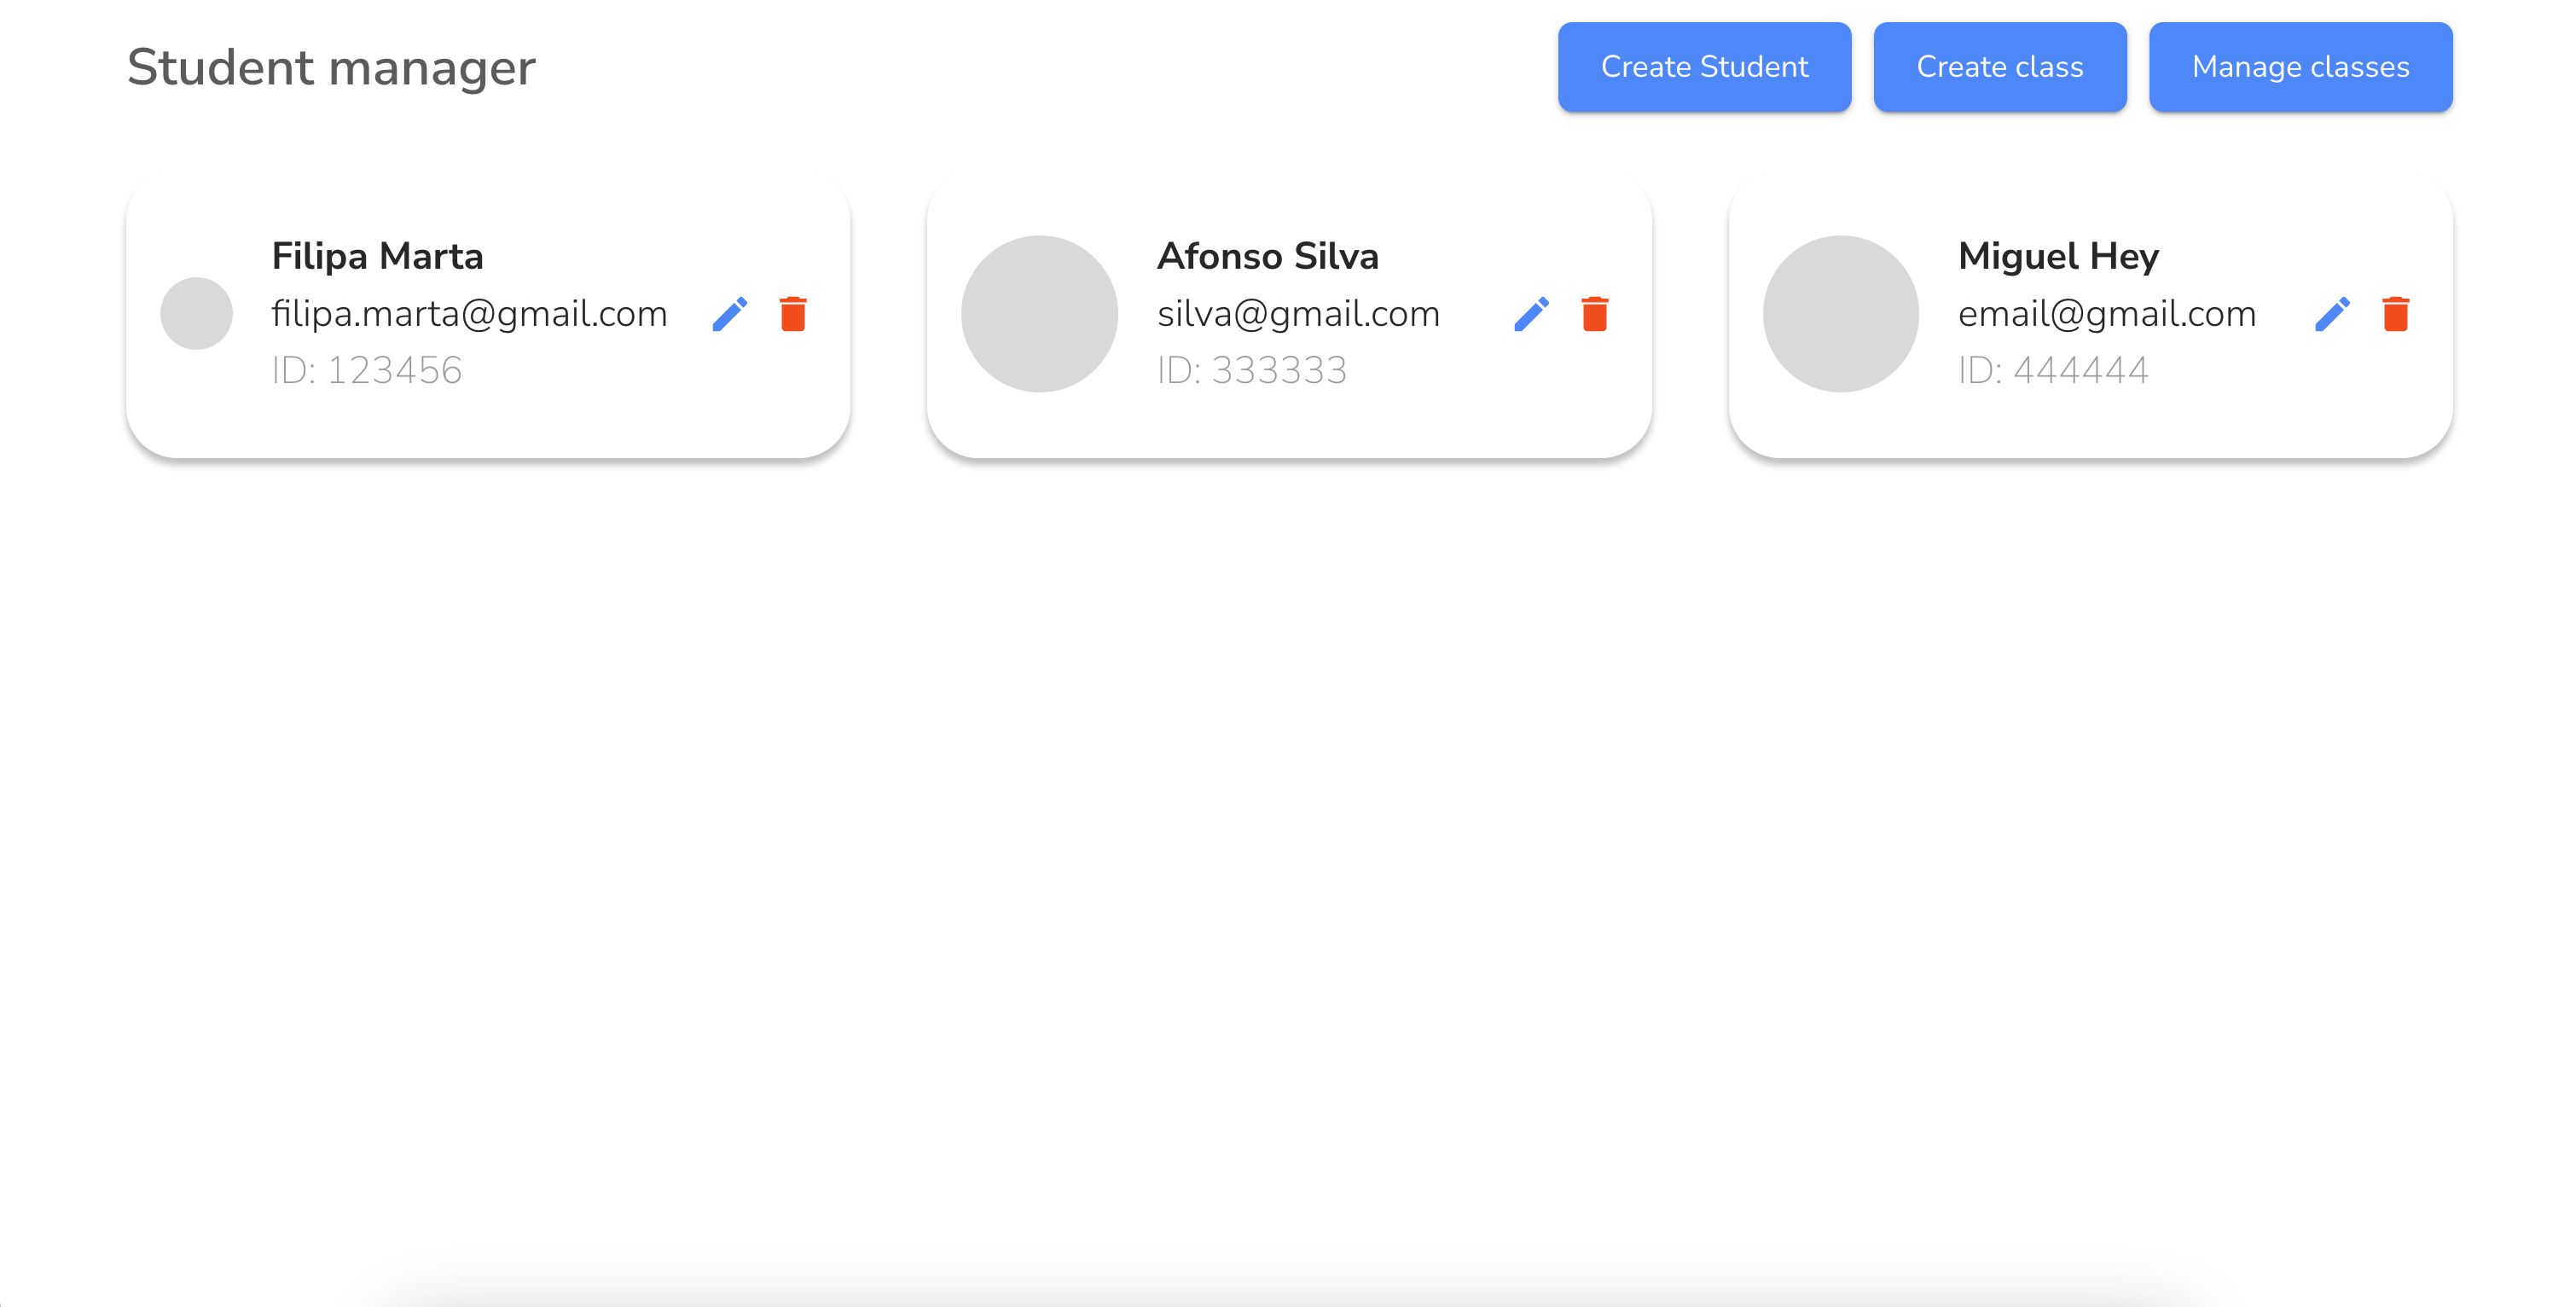 Student manager
Create Student
Create class
Manage classes
Filipa Marta
filipa.marta@gmail.com
ID: 123456
Afonso Silva
silva@gmail.com
ID: 333333
Miguel Hey
email@gmail.com
ID: 444444